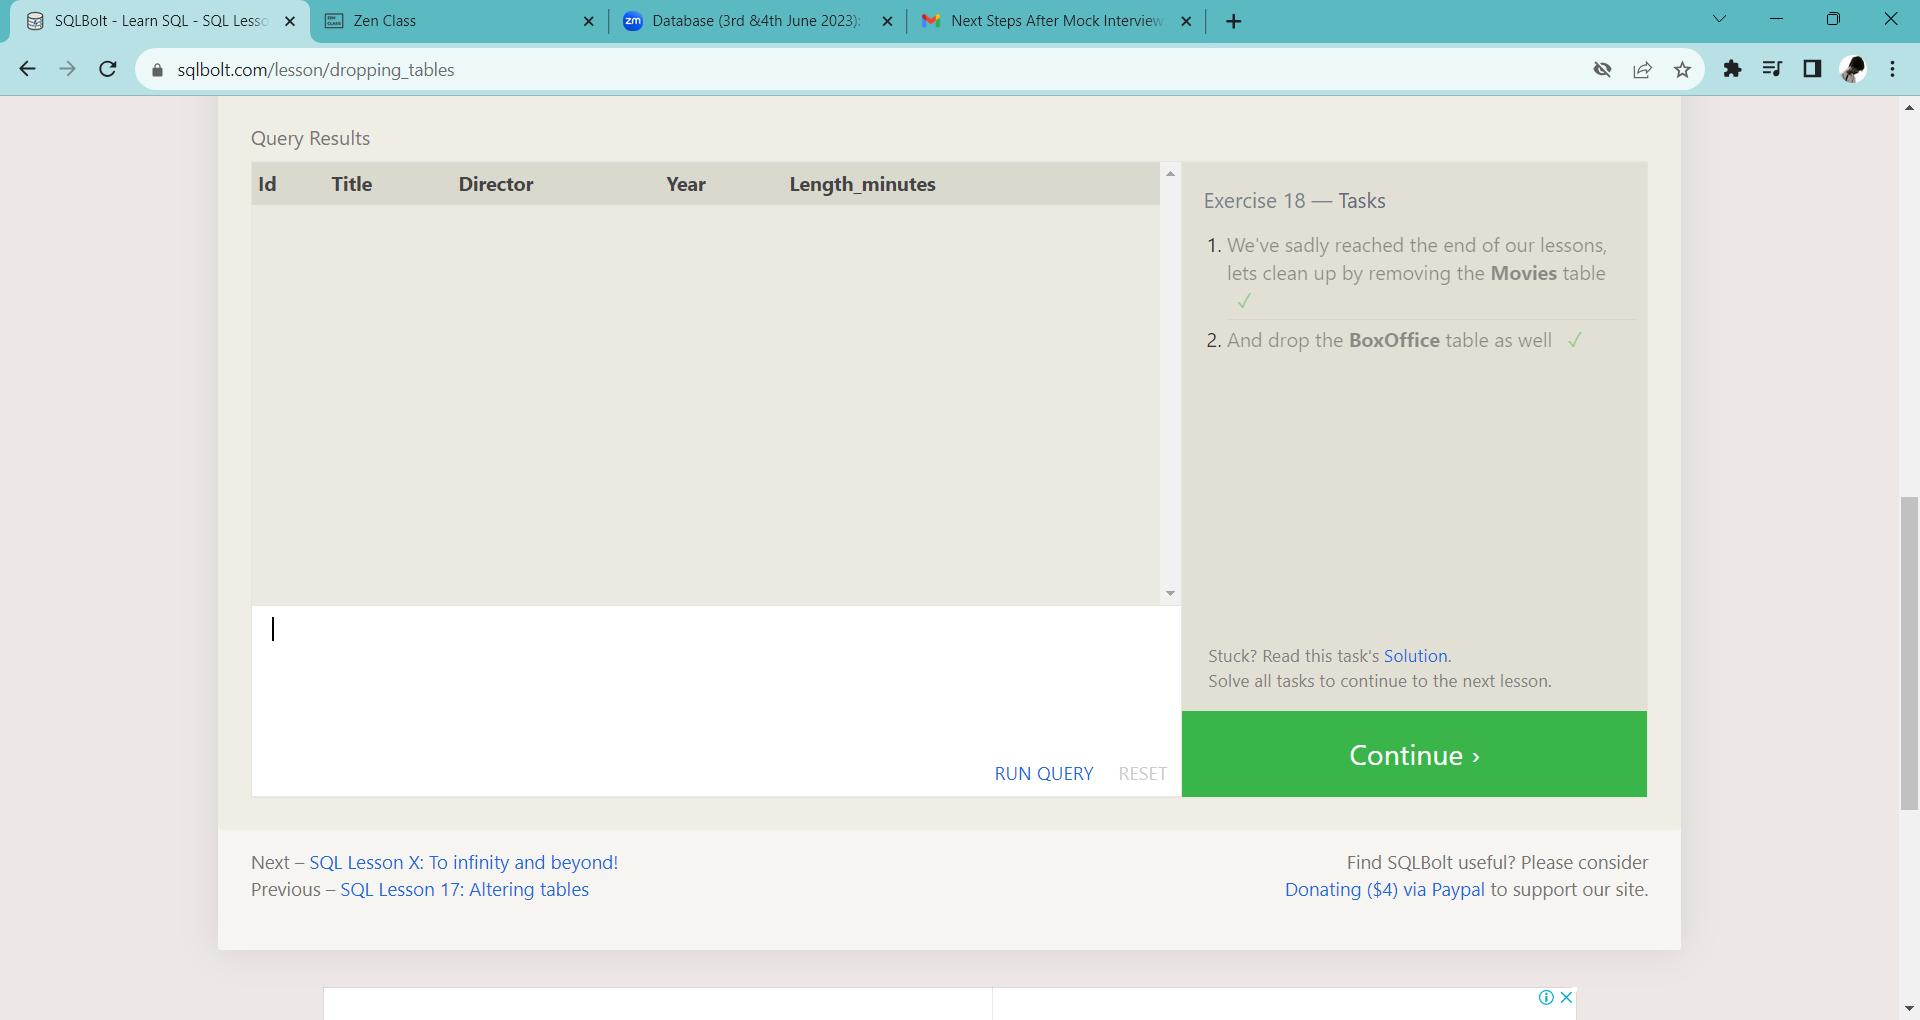 SQLBolt - Learn SQL - SQL Lesso
Zen Class
Database (3rd &4th June 2023):
Next Steps After Mock Interview
sqlbolt.com/lesson/dropping_tables
Query Results
Id Title Director Year Length_minutes
Exercise 18 — Tasks
1. We've sadly reached the end of our lessons,
lets clean up by removing the Movies table
✓
2. And drop the BoxOffice table as well ✓
Stuck? Read this task's Solution.
Solve all tasks to continue to the next lesson.
RUN QUERY RESET
Continue ›
Next – SQL Lesson X: To infinity and beyond!
Previous – SQL Lesson 17: Altering tables
Find SQLBolt useful? Please consider
Donating ($4) via Paypal to support our site.